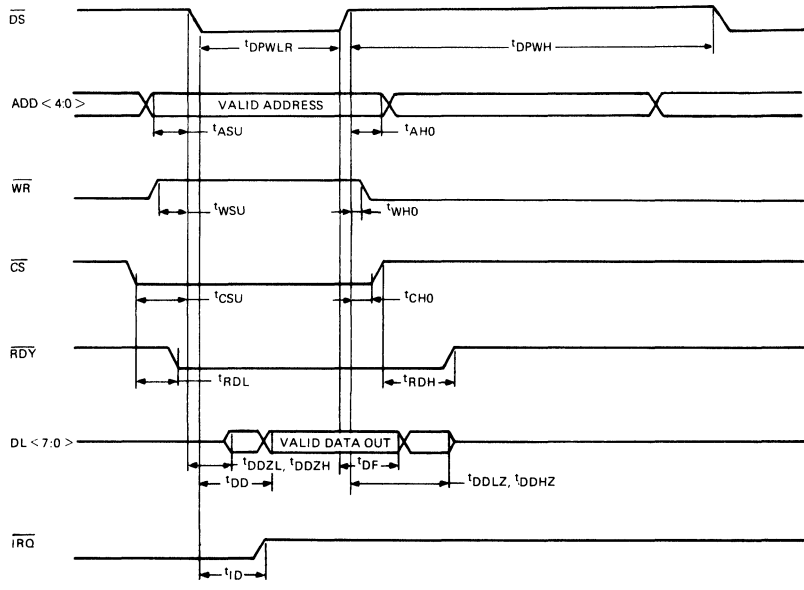 DS
tDPWLR
tDPWH
ADD < 4:0 >
VALID ADDRESS
tASU
tAH0
WR
tWSU
tWH0
CS
tCSU
tCH0
RDY
tRDL
tRDH
DL < 7:0 >
VALID DATA OUT
tDDZL, tDDZH
tDF
tDD
tDDLZ, tDDHZ
IRQ
tID